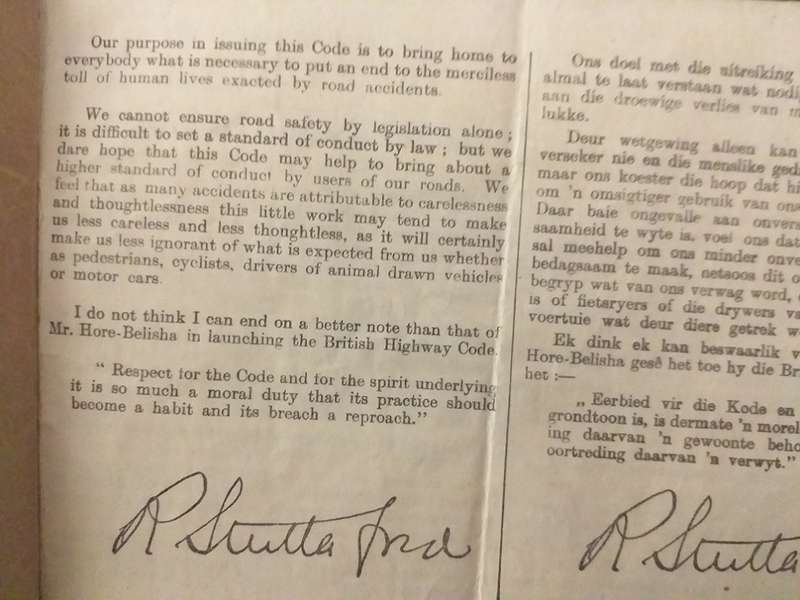 Our purpose in issuing this Code is to bring home to
everybody what is necessary to put an end to the merciless
toll of human lives exacted by road accidents.
We cannot ensure road safety by legislation alone;
it is difficult to set a standard of conduct by law; but we
dare hope that this Code may help to bring about a
higher standard of conduct by users of our roads. We
feel that as many accidents are attributable to carelessness
and thoughtlessness this little work may tend to make
us less careless and less thoughtless, as it will certainly
make us less ignorant of what is expected from us whether
as pedestrians, cyclists, drivers of animal drawn vehicles
or motor cars.
I do not think I can end on a better note than that of
Mr. Hore-Belisha in launching the British Highway Code.
" Respect for the Code and for the spirit underlying
it is so much a moral duty that its practice should
become a habit and its breach a reproach."
R Stuttaford
Ons doel met die uitreiking
almal te laat verstaan wat nodi
aan die droewige verlies van m
lukke.
Deur wetgewing alleen kan
verseker nie en die menslike ged
maar ons koester die hoop dat hi
om 'n omsigtiger gebruik van ons
Daar baie ongevalle aan onvers
saamheid te wyte is, voel ons dat
sal meehelp om ons minder onve
bedagsaam te maak, netsoos dit o
begryp wat van ons verwag word,
is of fietsryers of die drywers va
voertuie wat deur diere getrek w
Ek dink ek kan beswaarlik v
Hore-Belisha gesê het toe hy die Bri
het :—
„ Eerbied vir die Kode en
grondtoon is, is dermate 'n morel
ing daarvan 'n gewoonte beho
oortreding daarvan 'n verwyt."
R Stutta